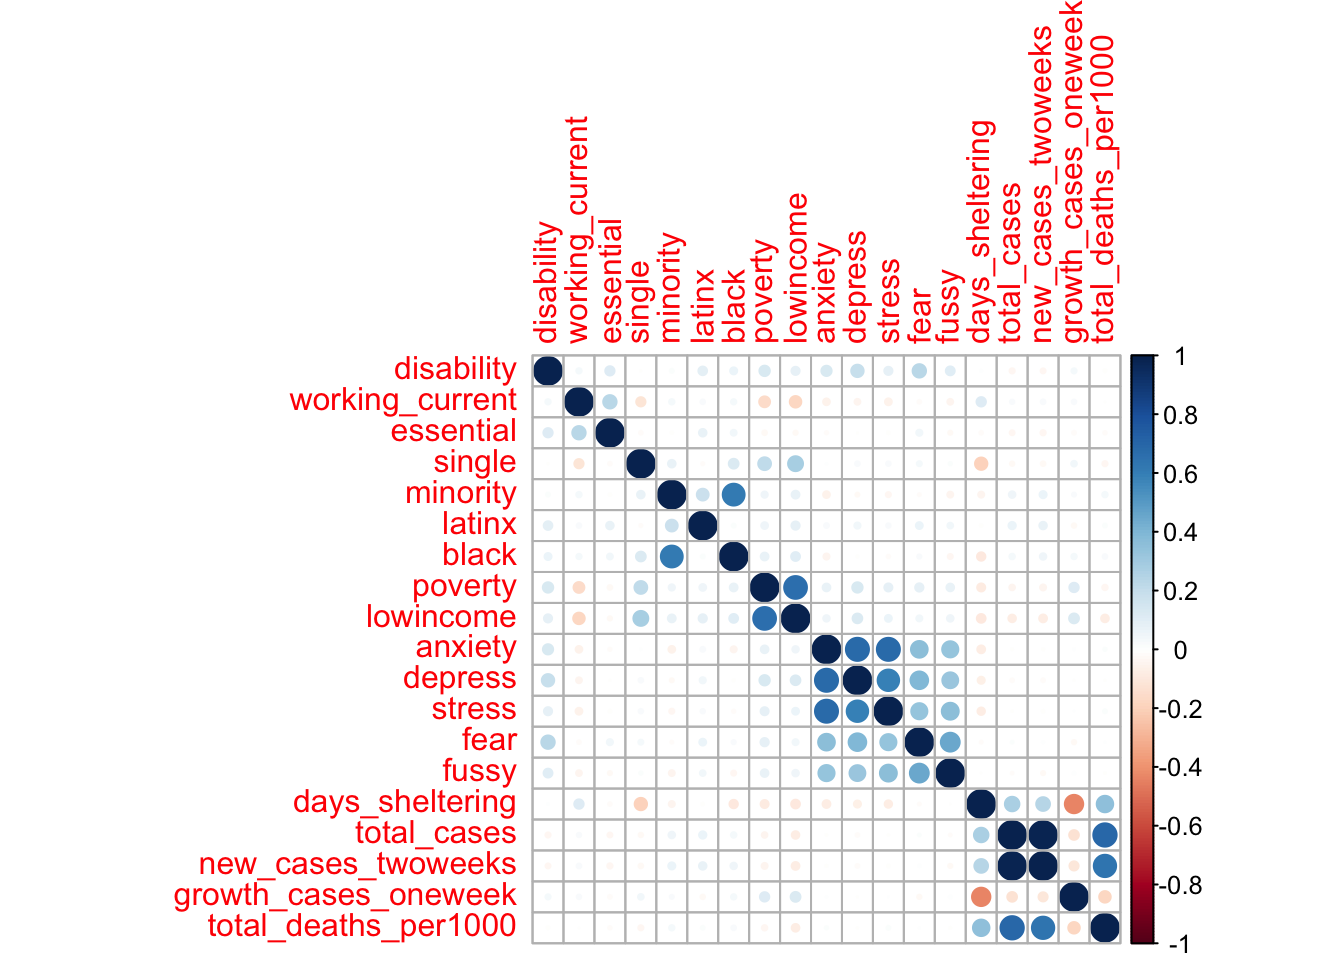 disability
working_current
essential
single
minority
latinx
black
poverty
lowincome
anxiety
depress
stress
fear
fussy
days_sheltering
total_cases
new_cases_twoweeks
growth_cases_oneweek
total_deaths_per1000
disability
working_current
essential
single
minority
latinx
black
poverty
lowincome
anxiety
depress
stress
fear
fussy
days_sheltering
total_cases
new_cases_twoweeks
growth_cases_oneweek
total_deaths_per1000
1
0.8
0.6
0.4
0.2
0
-0.2
-0.4
-0.6
-0.8
-1